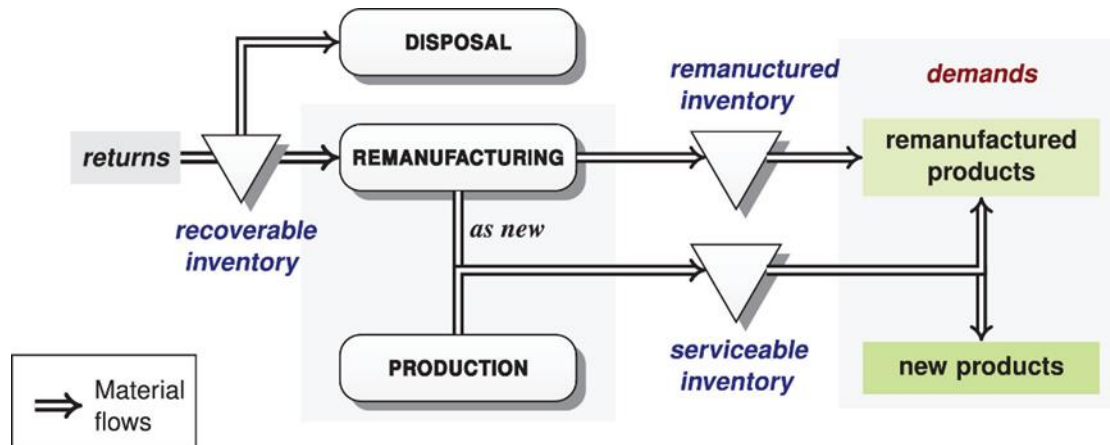 DISPOSAL
remanuctured
inventory
demands
returns
REMANUFACTURING
remanufactured
products
recoverable
inventory
as new
PRODUCTION
serviceable
inventory
new products
Material
flows